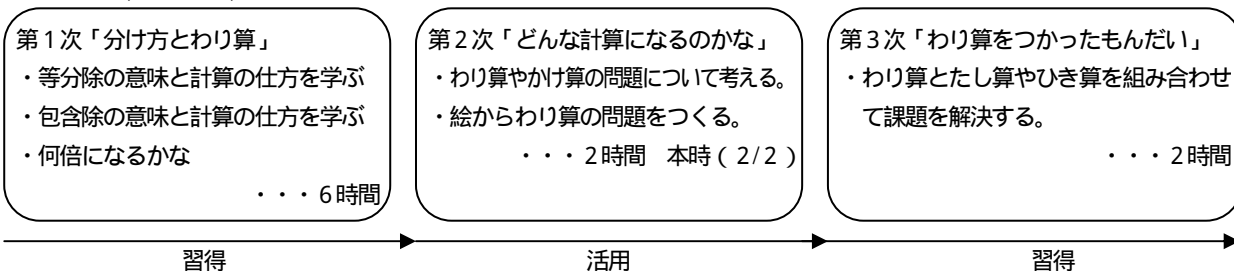 第1次「分け方とわり算」
・等分除の意味と計算の仕方を学ぶ
・包含除の意味と計算の仕方を学ぶ
・何倍になるかな
・・・6時間
第2次「どんな計算になるのかな」
・わり算やかけ算の問題について考える。
・絵からわり算の問題をつくる。
・・・2時間 本時(2/2)
第3次「わり算をつかったもんだい」
・わり算とたし算やひき算を組み合わせ
て課題を解決する。
・・・2時間
習得
活用
習得